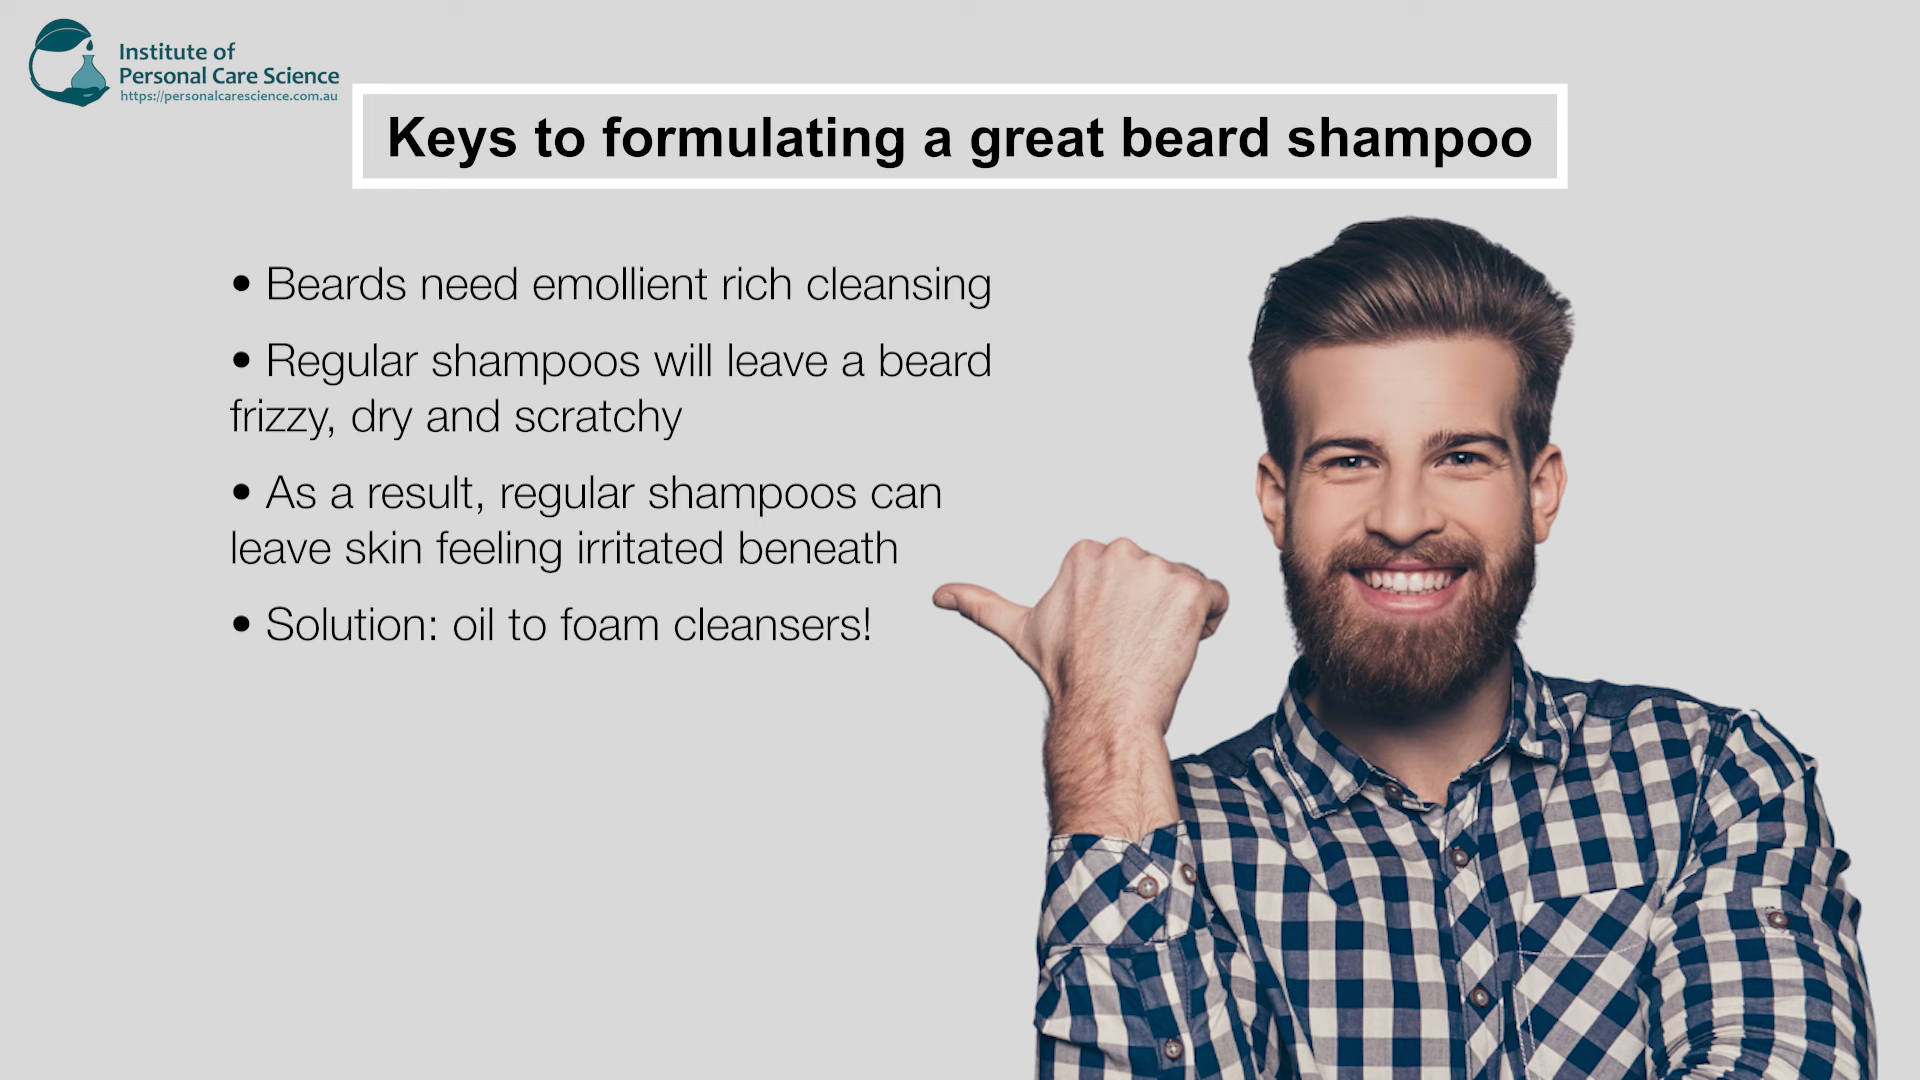 Institute of
Personal Care Science
https://personalcarescience.com.au
Keys to formulating a great beard shampoo
• Beards need emollient rich cleansing
• Regular shampoos will leave a beard
frizzy, dry and scratchy
• As a result, regular shampoos can
leave skin feeling irritated beneath
• Solution: oil to foam cleansers!